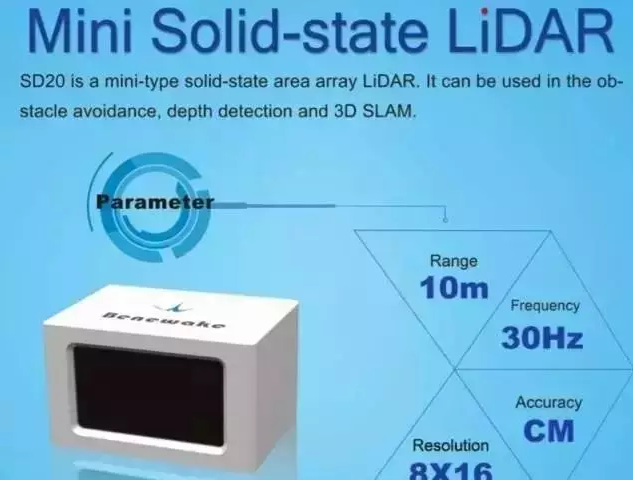 Mini Solid-state LiDAR
SD20 is a mini-type solid-state area array LiDAR. It can be used in the ob-
stacle avoidance, depth detection and 3D SLAM.
Parameter
Range
10m
Frequency
30Hz
Benewake
Accuracy
CM
Resolution
8X16